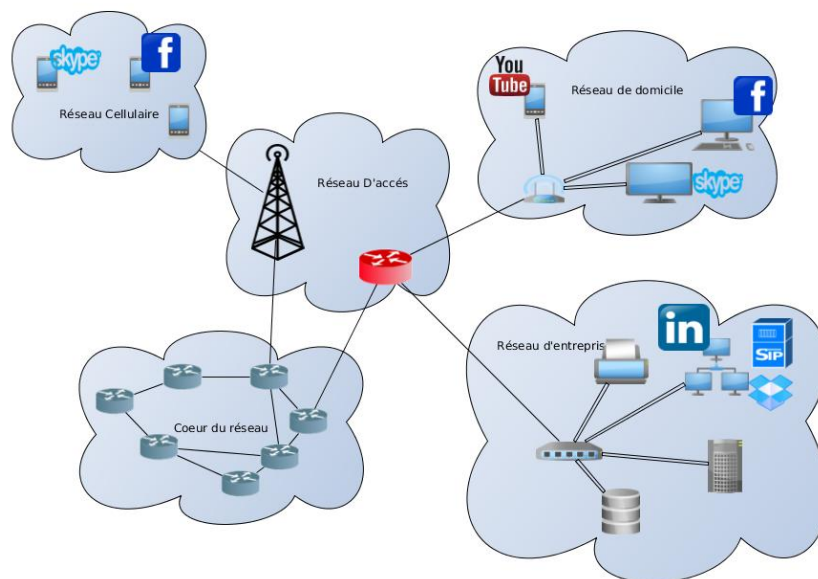 skype
f
Réseau Cellulaire
You
Tube
Réseau de domicile
f
skype
Réseau D'accés
Réseau d'entrepris
in
SIP
Coeur du réseau